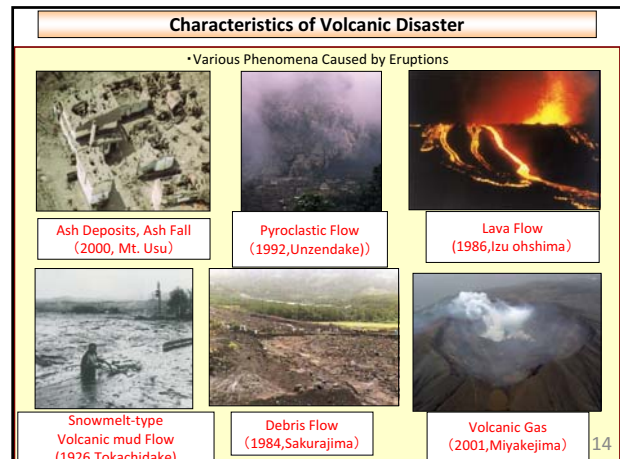 Characteristics of Volcanic Disaster
・Various Phenomena Caused by Eruptions
Ash Deposits, Ash Fall
（2000, Mt. Usu）
Pyroclastic Flow
（1992,Unzendake)）
Lava Flow
(1986,Izu ohshima）
Snowmelt-type
Volcanic mud Flow
(1926,Tokachidake)
Debris Flow
（1984,Sakurajima）
Volcanic Gas
（2001,Miyakejima）
14